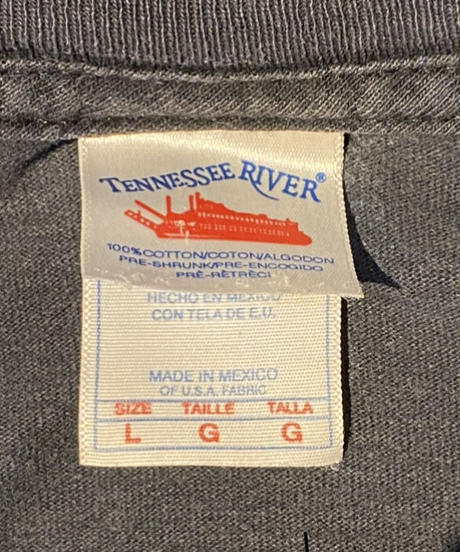 TENNESSEE RIVER®
100% COTTON/COTON/ALGODON
PRE-SHRUNK/PRE-ENCOGIDO
PRÉ-RÉTRÉCI
HECHO EN MEXICO
CON TELA DE E.U.
MADE IN MEXICO
OF U.S.A. FABRIC
SIZE TAILLE TALLA
L G G